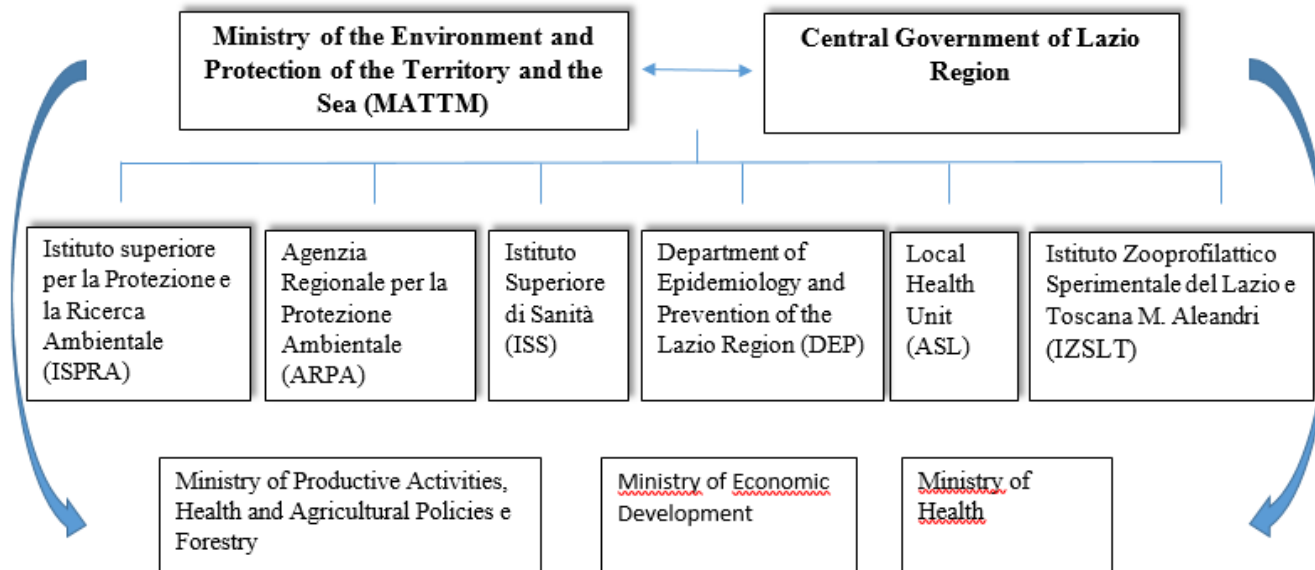 Ministry of the Environment and
Protection of the Territory and the
Sea (MATTM)
Central Government of Lazio
Region
Istituto superiore
per la Protezione e
la Ricerca
Ambientale
(ISPRA)
Agenzia
Regionale per la
Protezione
Ambientale
(ARPA)
Istituto
Superiore
di Sanità
(ISS)
Department of
Epidemiology and
Prevention of the
Lazio Region (DEP)
Local
Health
Unit
(ASL)
Istituto Zooprofilattico
Sperimentale del Lazio e
Toscana M. Aleandri
(IZSLT)
Ministry of Productive Activities,
Health and Agricultural Policies e
Forestry
Ministry of Economic
Development
Ministry of
Health